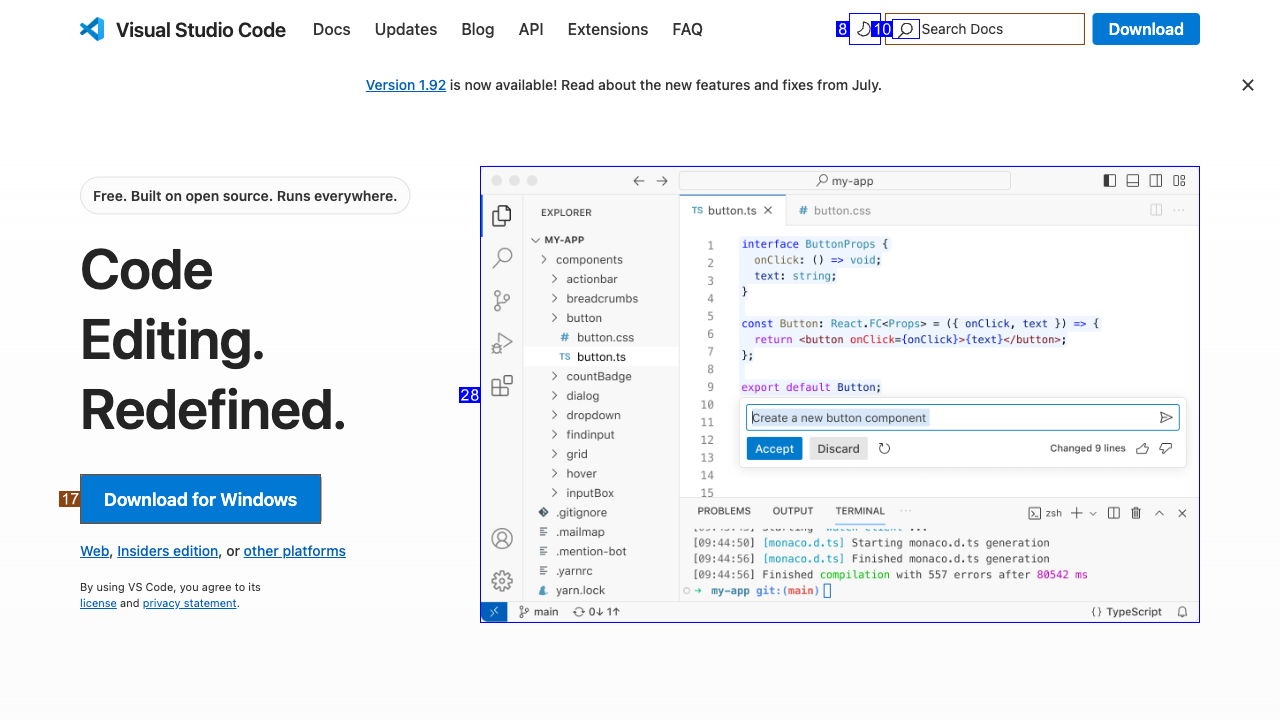 Visual Studio Code
Docs
Updates
Blog
API
Extensions
FAQ
8
10
Search Docs
Download
Version 1.92 is now available! Read about the new features and fixes from July.
Free. Built on open source. Runs everywhere.
Code
Editing.
Redefined.
17
Download for Windows
Web, Insiders edition, or other platforms
By using VS Code, you agree to its
license and privacy statement.
28
my-app
EXPLORER
MY-APP
components
actionbar
breadcrumbs
button
# button.css
TS button.ts
countBadge
dialog
dropdown
findinput
grid
hover
inputBox
.gitignore
.mailmap
.mention-bot
.yarnrc
yarn.lock
TS button.ts
# button.css
1 interface ButtonProps {
2 onClick: () => void;
3 text: string;
4 }
5
6 const Button: React.FC<Props> = ({ onClick, text }) => {
7 return <button onClick={onClick}>{text}</button>;
8 };
9 export default Button;
10
11
12
13
14
15
Create a new button component
Accept
Discard
Changed 9 lines
PROBLEMS
OUTPUT
TERMINAL
zsh
[09:44:50] [monaco.d.ts] Starting monaco.d.ts generation
[09:44:56] [monaco.d.ts] Finished monaco.d.ts generation
[09:44:56] Finished compilation with 557 errors after 80542 ms
my-app git:(main)
main
0↓ 1↑
{} TypeScript